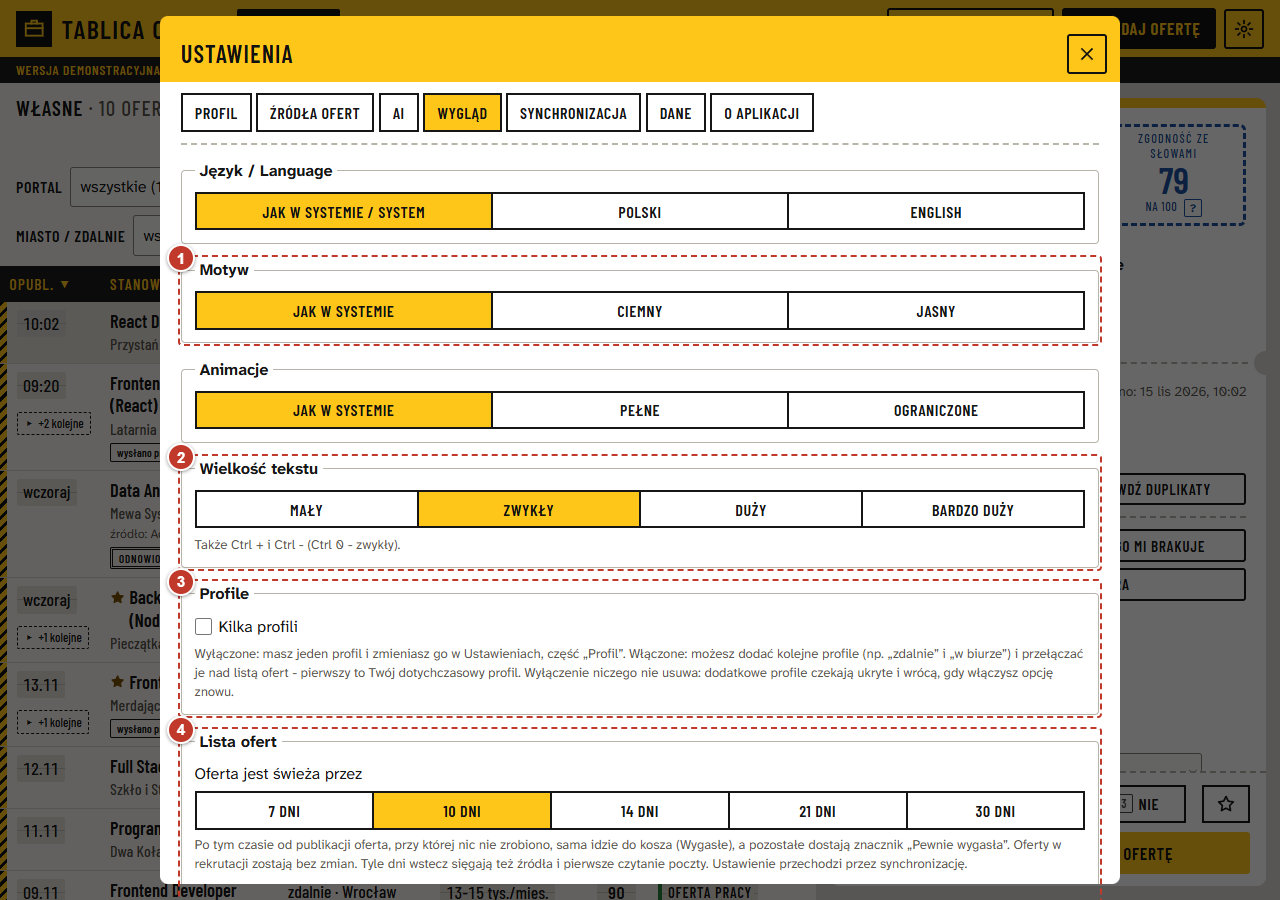 TABLICA O
DAJ OFERTĘ
WERSJA DEMONSTRACYJNA
WŁASNE · 10 OFER
PORTAL
wszystkie (1
MIASTO / ZDALNIE
ws
OPUBL. ▼
STANOW
10:02
React D
Przystań
09:20
Fronten
(React)
+2 kolejne
Latarnia
wysłano p
wczoraj
Data An
Mewa Sys
źródło: Ac
ODNOWIO
wczoraj
Back
(Nod
+1 kolejne
Pieczątka
13.11
Front
Merdając
+1 kolejne
wysłano p
12.11
Full Stac
Szkło i St
11.11
Program
Dwa Koła
09.11
Frontend Developer
zdalnie · Wrocław
13-15 tys./mies.
90
OFERTA PRACY
USTAWIENIA
PROFIL
ŹRÓDŁA OFERT
AI
WYGLĄD
SYNCHRONIZACJA
DANE
O APLIKACJI
Język / Language
JAK W SYSTEMIE / SYSTEM
POLSKI
ENGLISH
1
Motyw
JAK W SYSTEMIE
CIEMNY
JASNY
Animacje
JAK W SYSTEMIE
PEŁNE
OGRANICZONE
2
Wielkość tekstu
MAŁY
ZWYKŁY
DUŻY
BARDZO DUŻY
Także Ctrl + i Ctrl - (Ctrl 0 - zwykły).
3
Profile
Kilka profili
Wyłączone: masz jeden profil i zmieniasz go w Ustawieniach, część „Profil”. Włączone: możesz dodać kolejne profile (np. „zdalnie” i „w biurze”) i przełączać
je nad listą ofert - pierwszy to Twój dotychczasowy profil. Wyłączenie niczego nie usuwa: dodatkowe profile czekają ukryte i wrócą, gdy włączysz opcję
znowu.
4
Lista ofert
Oferta jest świeża przez
7 DNI
10 DNI
14 DNI
21 DNI
30 DNI
Po tym czasie od publikacji oferta, przy której nic nie zrobiono, sama idzie do kosza (Wygasłe), a pozostałe dostają znacznik „Pewnie wygasła”. Oferty w
rekrutacji zostają bez zmian. Tyle dni wstecz sięgają też źródła i pierwsze czytanie poczty. Ustawienie przechodzi przez synchronizację.
ZGODNOŚĆ ZE
SŁOWAMI
79
NA 100
?
e
no: 15 lis 2026, 10:02
WDŹ DUPLIKATY
GO MI BRAKUJE
RA
3
NIE
OFERTĘ